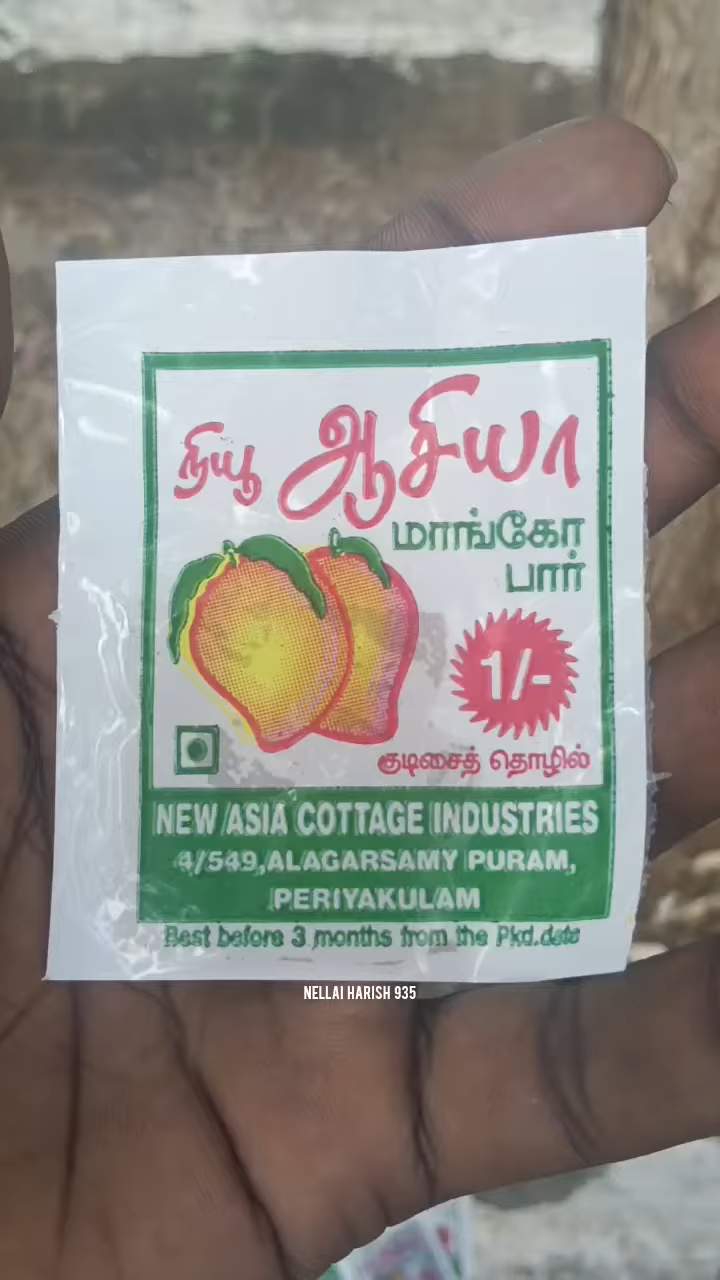 நியூ ஆசியா
மாங்கோ
பார்
1/-
குடிசைத் தொழில்
NEW ASIA COTTAGE INDUSTRIES
4/549,ALAGARSAMY PURAM,
PERIYAKULAM
Best before 3 months from the Pkd.date
NELLAI HARISH 935